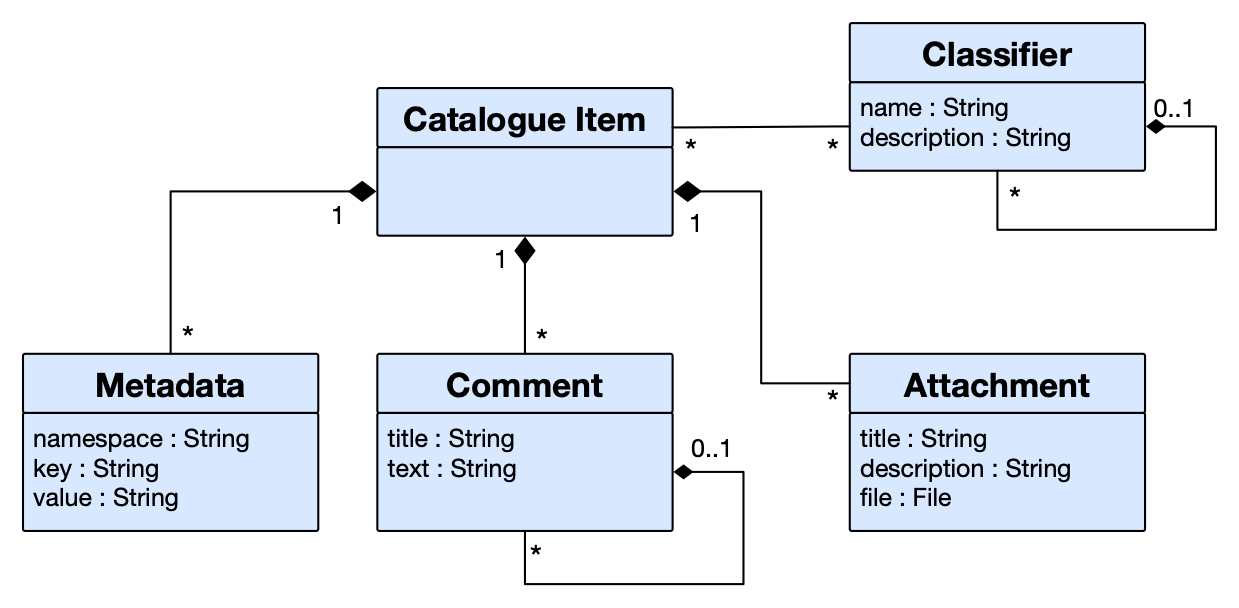 Classifier
name : String
description : String
0..1
*
Catalogue Item
*
*
1
1
1
*
*
*
Metadata
namespace : String
key : String
value : String
Comment
title : String
text : String
0..1
*
Attachment
title : String
description : String
file : File